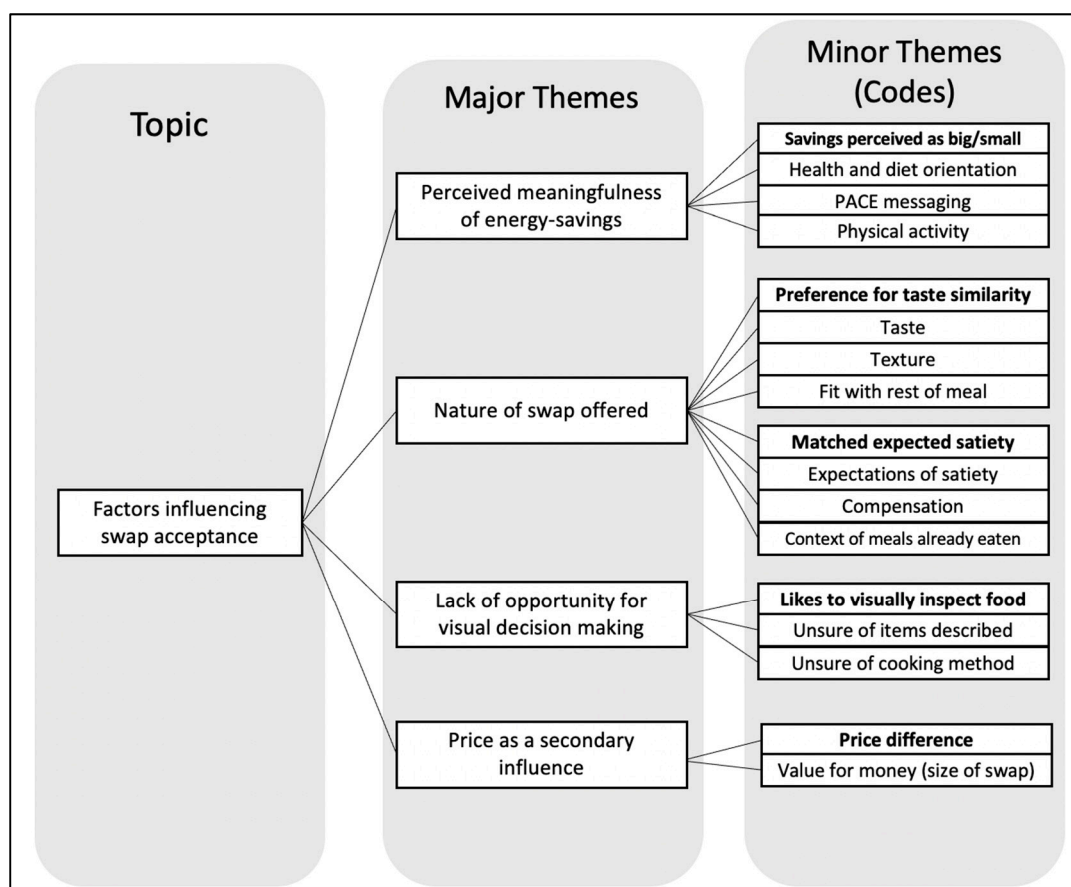 Topic
Factors influencing
swap acceptance
Major Themes
Perceived meaningfulness
of energy-savings
Nature of swap offered
Lack of opportunity for
visual decision making
Price as a secondary
influence
Minor Themes
(Codes)
Savings perceived as big/small
Health and diet orientation
PACE messaging
Physical activity
Preference for taste similarity
Taste
Texture
Fit with rest of meal
Matched expected satiety
Expectations of satiety
Compensation
Context of meals already eaten
Likes to visually inspect food
Unsure of items described
Unsure of cooking method
Price difference
Value for money (size of swap)